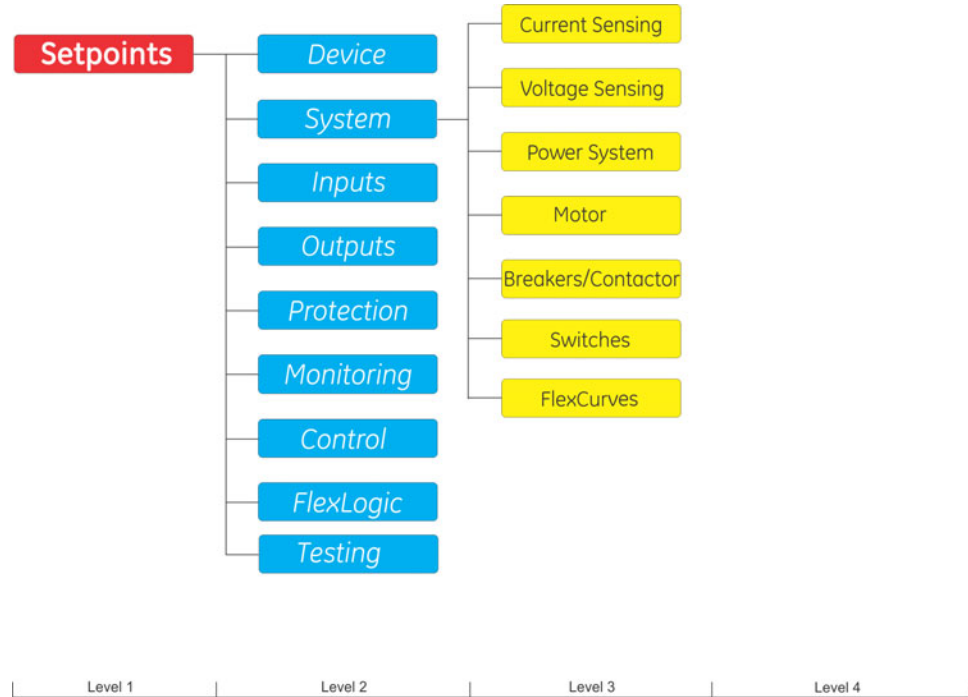 Setpoints
Device
System
Inputs
Outputs
Protection
Monitoring
Control
FlexLogic
Testing
Current Sensing
Voltage Sensing
Power System
Motor
Breakers/Contactor
Switches
FlexCurves
Level 1
Level 2
Level 3
Level 4